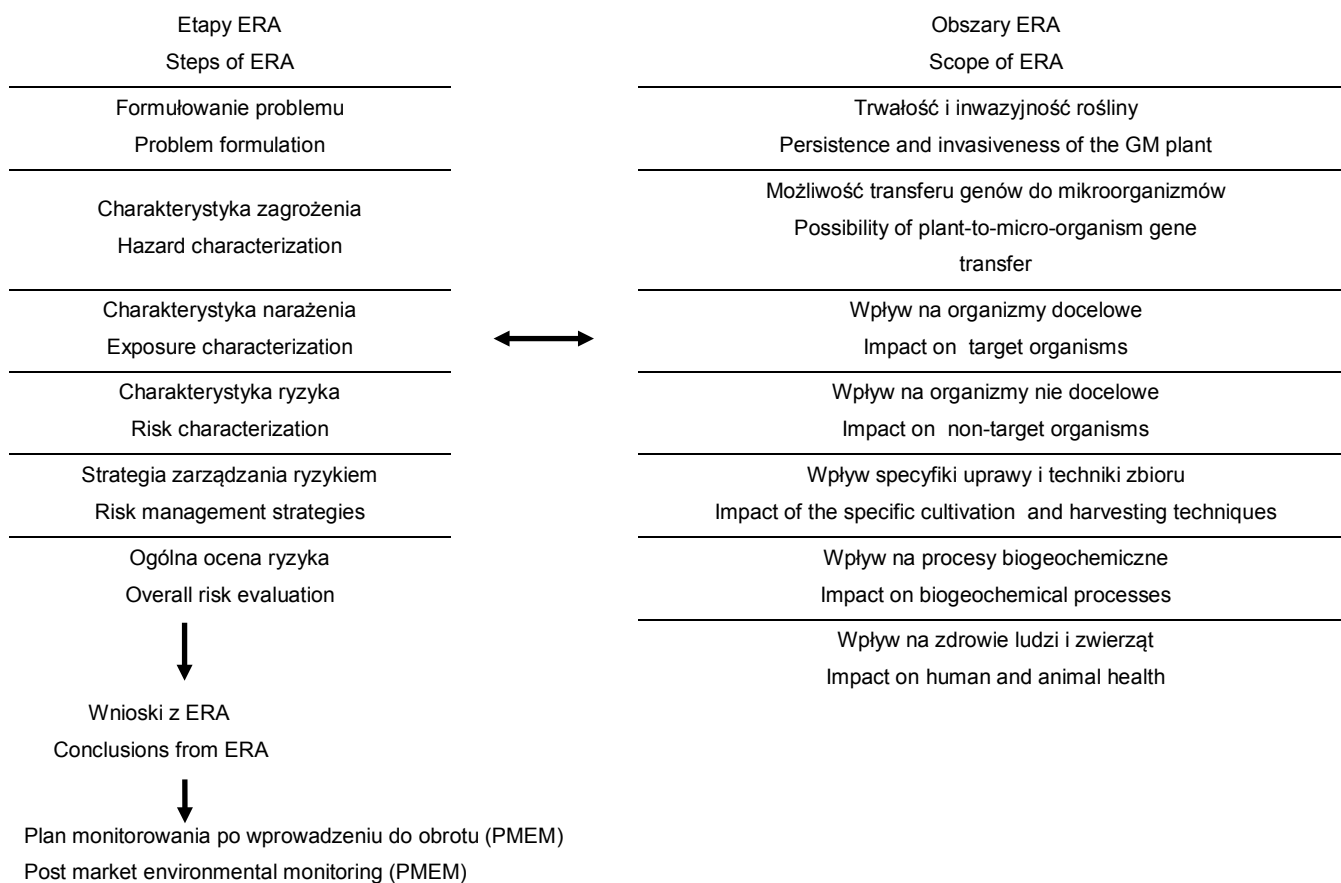 Etapy ERA
Steps of ERA
Formułowanie problemu
Problem formulation
Charakterystyka zagrożenia
Hazard characterization
Charakterystyka narażenia
Exposure characterization
Charakterystyka ryzyka
Risk characterization
Strategia zarządzania ryzykiem
Risk management strategies
Ogólna ocena ryzyka
Overall risk evaluation
Wnioski z ERA
Conclusions from ERA
Plan monitorowania po wprowadzeniu do obrotu (PMEM)
Post market environmental monitoring (PMEM)
Obszary ERA
Scope of ERA
Trwałość i inwazyjność rośliny
Persistence and invasiveness of the GM plant
Możliwość transferu genów do mikroorganizmów
Possibility of plant-to-micro-organism gene
transfer
Wpływ na organizmy docelowe
Impact on target organisms
Wpływ na organizmy nie docelowe
Impact on non-target organisms
Wpływ specyfiki uprawy i techniki zbioru
Impact of the specific cultivation and harvesting techniques
Wpływ na procesy biogeochemiczne
Impact on biogeochemical processes
Wpływ na zdrowie ludzi i zwierząt
Impact on human and animal health